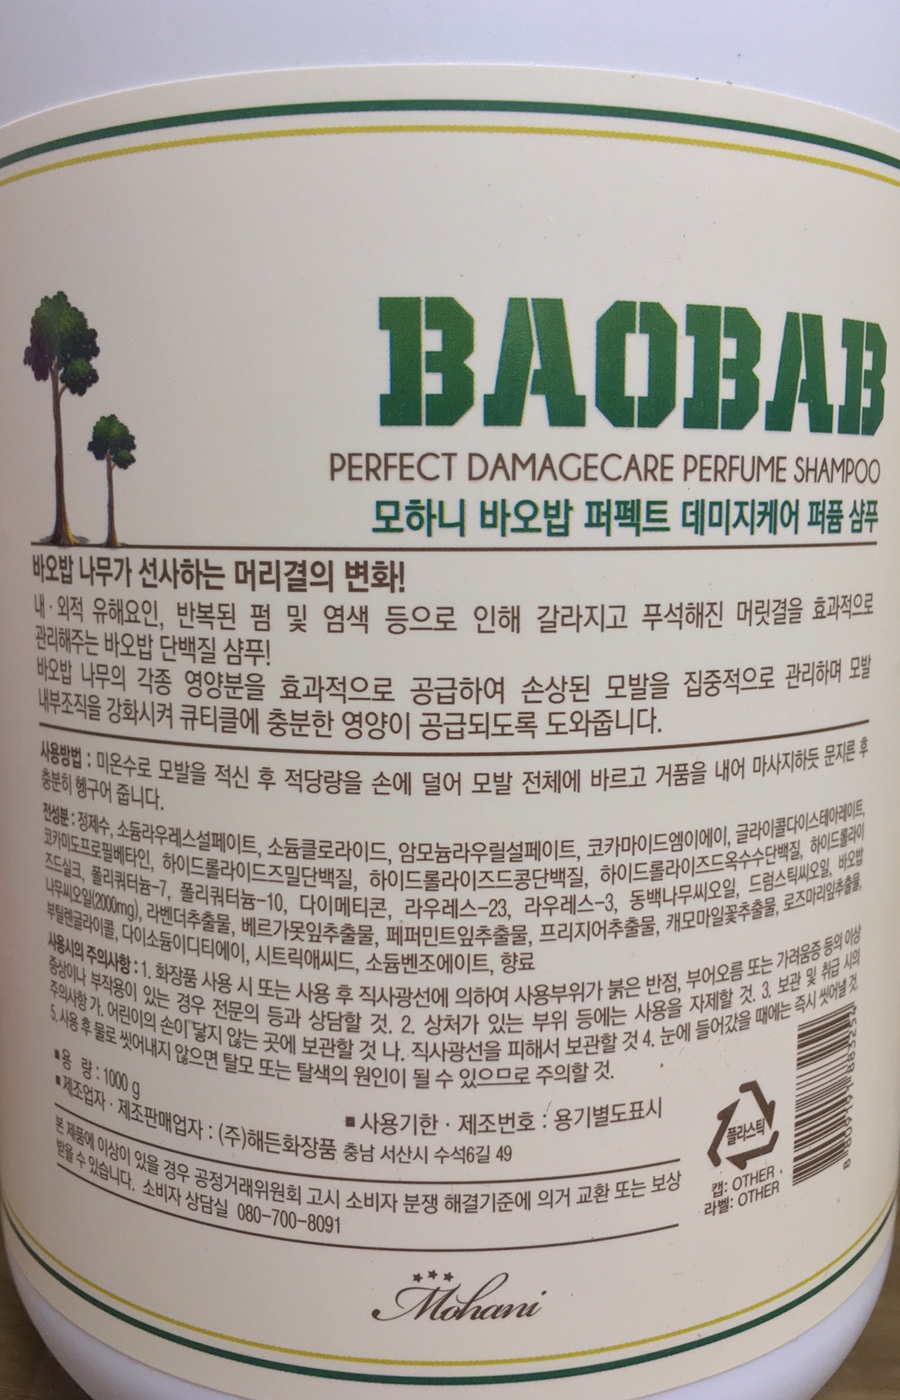 BAOBAB
PERFECT DAMAGECARE PERFUME SHAMPOO
모하니 바오밥 퍼펙트 데미지케어 퍼품 샴푸
바오밥 나무가 선사하는 머리결의 변화!
내·외적 유해요인, 반복된 펌 및 염색 등으로 인해 갈라지고 푸석해진 머릿결을 효과적으로
관리해주는 바오밥 단백질 샴푸!
바오밥 나무의 각종 영양분을 효과적으로 공급하여 손상된 모발을 집중적으로 관리하며 모발
내부조직을 강화시켜 큐티클에 충분한 영양이 공급되도록 도와줍니다.
사용방법 : 미온수로 모발을 적신 후 적당량을 손에 덜어 모발 전체에 바르고 거품을 내어 마사지하듯 문지른 후
충분히 헹구어 줍니다.
전성분 : 정제수, 소듐라우레스설페이트, 소듐클로라이드, 암모늄라우릴설페이트, 코카마이드엠이에이, 글라이콜다이스테아레이트,
코카미도프로필베타인, 하이드롤라이즈드밀단백질, 하이드롤라이즈드콩단백질, 하이드롤라이즈드옥수수단백질, 하이드롤라이
즈드실크, 폴리쿼터늄-7, 폴리쿼터늄-10, 다이메티콘, 라우레스-23, 라우레스-3, 동백나무씨오일, 드럼스틱씨오일, 바오밥
나무씨오일(2000mg), 라벤더추출물, 베르가못잎추출물, 페퍼민트잎추출물, 프리지어추출물, 캐모마일꽃추출물, 로즈마리잎추출물,
부틸렌글라이콜, 다이소듐이디티에이, 시트릭애씨드, 소듐벤조에이트, 향료
사용시의 주의사항 : 1. 화장품 사용 시 또는 사용 후 직사광선에 의하여 사용부위가 붉은 반점, 부어오름 또는 가려움증 등의 이상
증상이나 부작용이 있는 경우 전문의 등과 상담할 것. 2. 상처가 있는 부위 등에는 사용을 자제할 것. 3. 보관 및 취급 시의
주의사항 가. 어린이의 손이 닿지 않는 곳에 보관할 것 나. 직사광선을 피해서 보관할 것 4. 눈에 들어갔을 때에는 즉시 씻어낼 것.
5. 사용 후 물로 씻어내지 않으면 탈모 또는 탈색의 원인이 될 수 있으므로 주의할 것.
■용 량 : 1000 g
■사용기한 · 제조번호 : 용기별도표시
■제조업자 · 제조판매업자 : (주)해든화장품 충남 서산시 수석6길 49
본 제품에 이상이 있을 경우 공정거래위원회 고시 소비자 분쟁 해결기준에 의거 교환 또는 보상
받을 수 있습니다. 소비자 상담실 080-700-8091
플라스틱
캡: OTHER
라벨: OTHER
Mohani